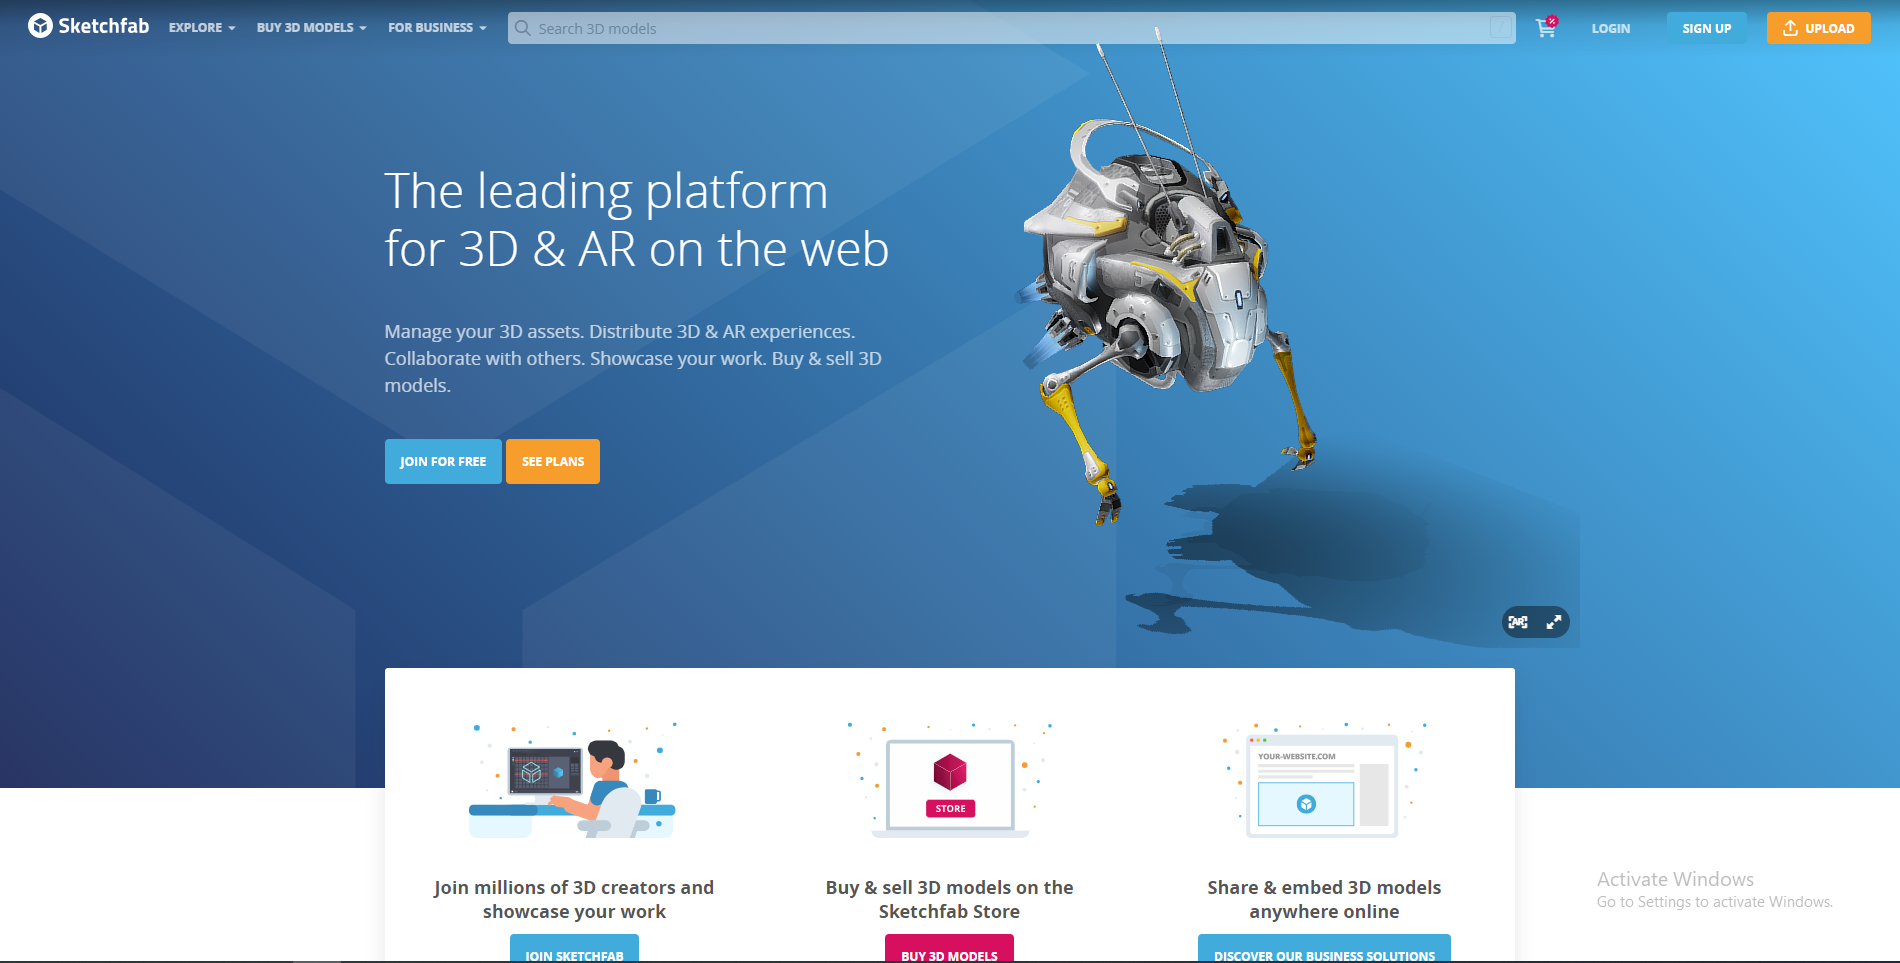 Sketchfab
EXPLORE
BUY 3D MODELS
FOR BUSINESS
Search 3D models
/
%
LOGIN
SIGN UP
UPLOAD
The leading platform
for 3D & AR on the web
Manage your 3D assets. Distribute 3D & AR experiences.
Collaborate with others. Showcase your work. Buy & sell 3D
models.
JOIN FOR FREE
SEE PLANS
AR
STORE
YOUR-WEBSITE.COM
Join millions of 3D creators and
showcase your work
Buy & sell 3D models on the
Sketchfab Store
Share & embed 3D models
anywhere online
JOIN SKETCHFAB
BUY 3D MODELS
DISCOVER OUR BUSINESS SOLUTIONS
Activate Windows
Go to Settings to activate Windows.